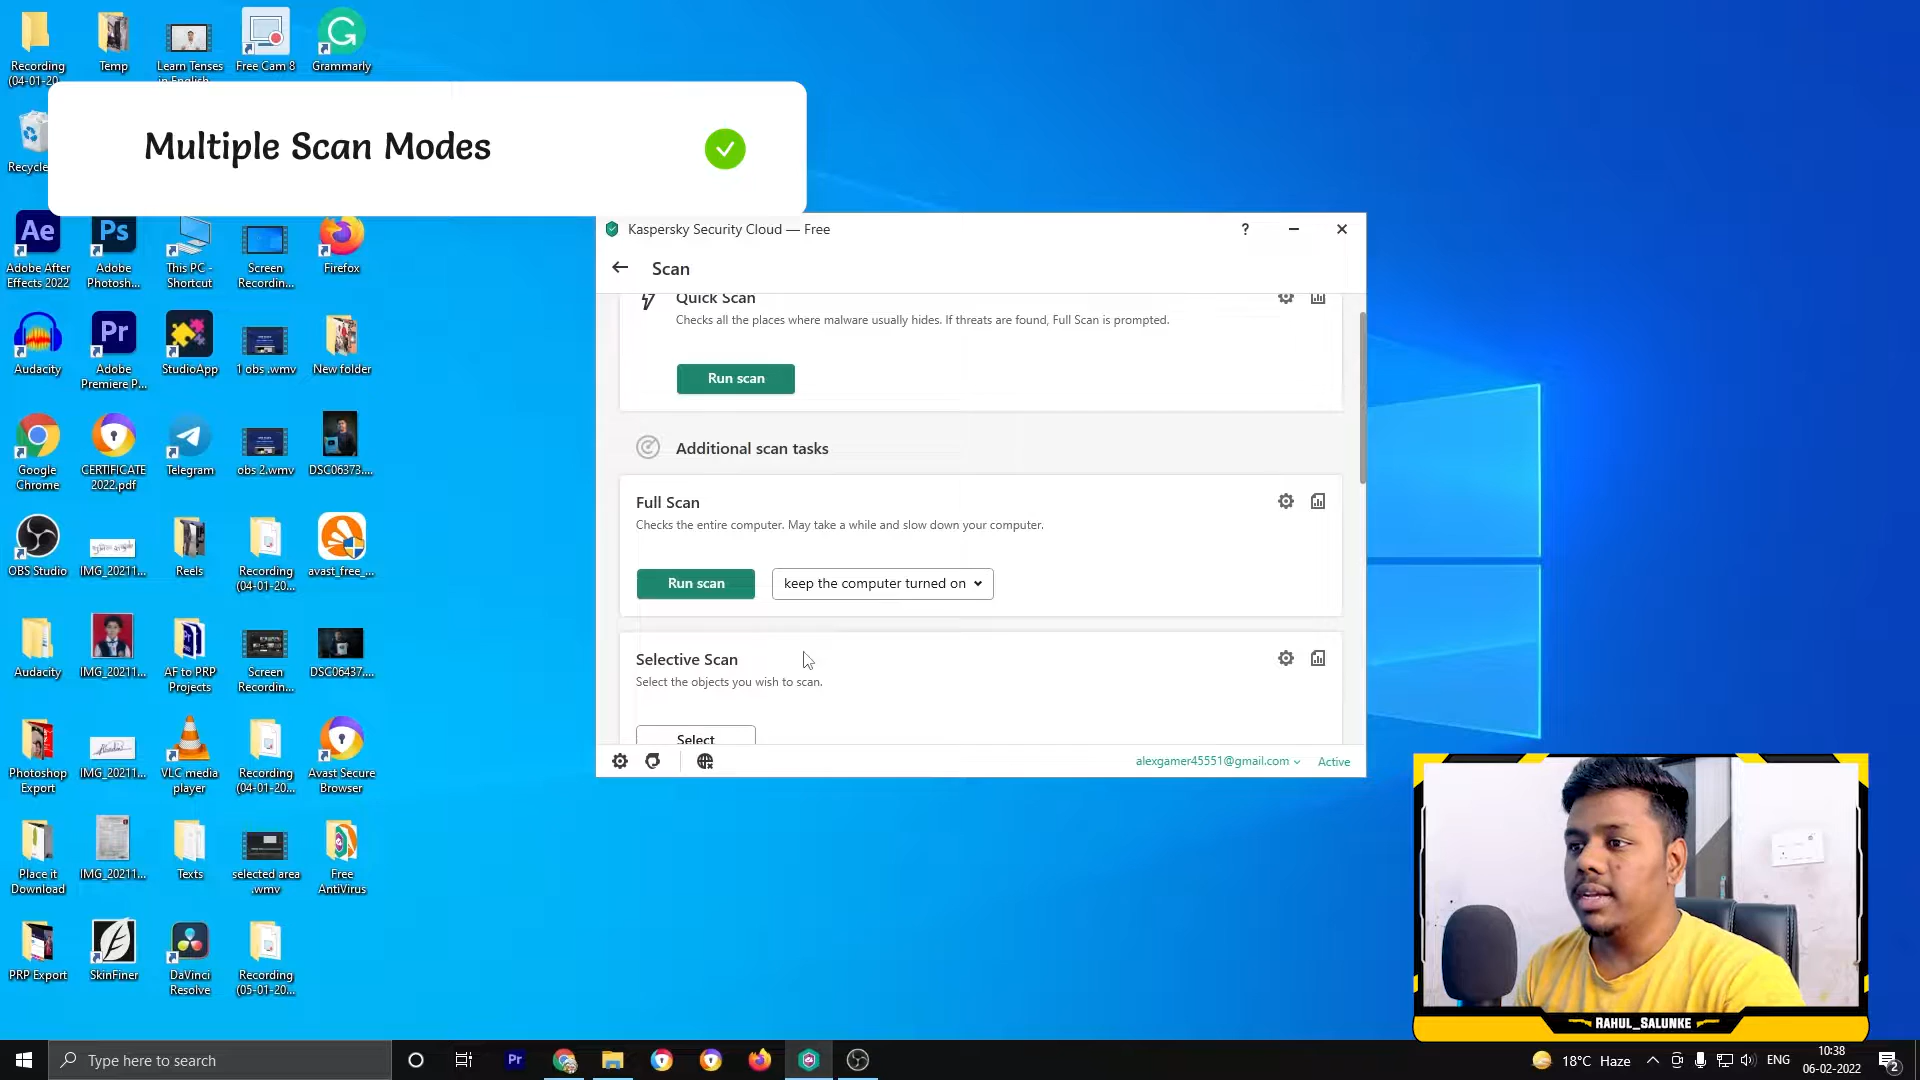 Recording
(04-01-20...
Temp
Learn Tenses
in English...
Free Cam 8
Grammarly
Multiple Scan Modes
Recycle
Adobe After
Effects 2022
Adobe
Photosh...
This PC -
Shortcut
Screen
Recordin...
Firefox
Audacity
Adobe
Premiere P...
StudioApp
1 obs .wmv
New folder
Google
Chrome
CERTIFICATE
2022.pdf
Telegram
obs 2.wmv
DSC06373....
OBS Studio
IMG_20211...
Reels
Recording
(04-01-20...
avast_free_...
Audacity
IMG_20211...
AF to PRP
Projects
Screen
Recordin...
DSC06437....
Photoshop
Export
IMG_20211...
VLC media
player
Recording
(04-01-20...
Avast Secure
Browser
Place it
Download
IMG_20211...
Texts
selected area
.wmv
Free
AntiVirus
PRP Export
SkinFiner
DaVinci
Resolve
Recording
(05-01-20...
Kaspersky Security Cloud — Free
?
Scan
Quick Scan
Checks all the places where malware usually hides. If threats are found, Full Scan is prompted.
Run scan
Additional scan tasks
Full Scan
Checks the entire computer. May take a while and slow down your computer.
Run scan
keep the computer turned on
Selective Scan
Select the objects you wish to scan.
Select
alexgamer45551@gmail.com
Active
RAHUL_SALUNKE
Type here to search
Pr
18°C Haze
ENG
10:38
06-02-2022
2